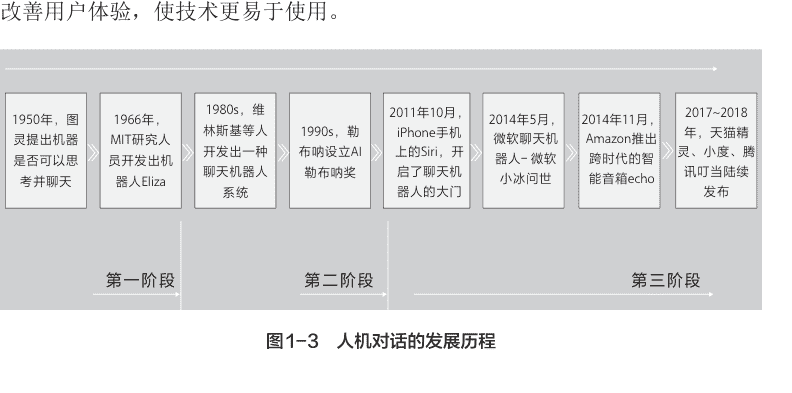 改善用户体验，使技术更易于使用。
1950年，图
灵提出机器
是否可以思
考并聊天
1966年，
MIT研究人
员开发出机
器人Eliza
1980s，维
林斯基等人
开发出一种
聊天机器人
系统
1990s，勒
布呐设立AI
勒布呐奖
2011年10月，
iPhone手机
上的Siri，开
启了聊天机
器人的大门
2014年5月，
微软聊天机
器人-微软
小冰问世
2014年11月，
Amazon推出
跨时代的智
能音箱echo
2017~2018
年，天猫精
灵、小度、腾
讯叮当陆续
发布
第一阶段
第二阶段
第三阶段
图1-3 人机对话的发展历程